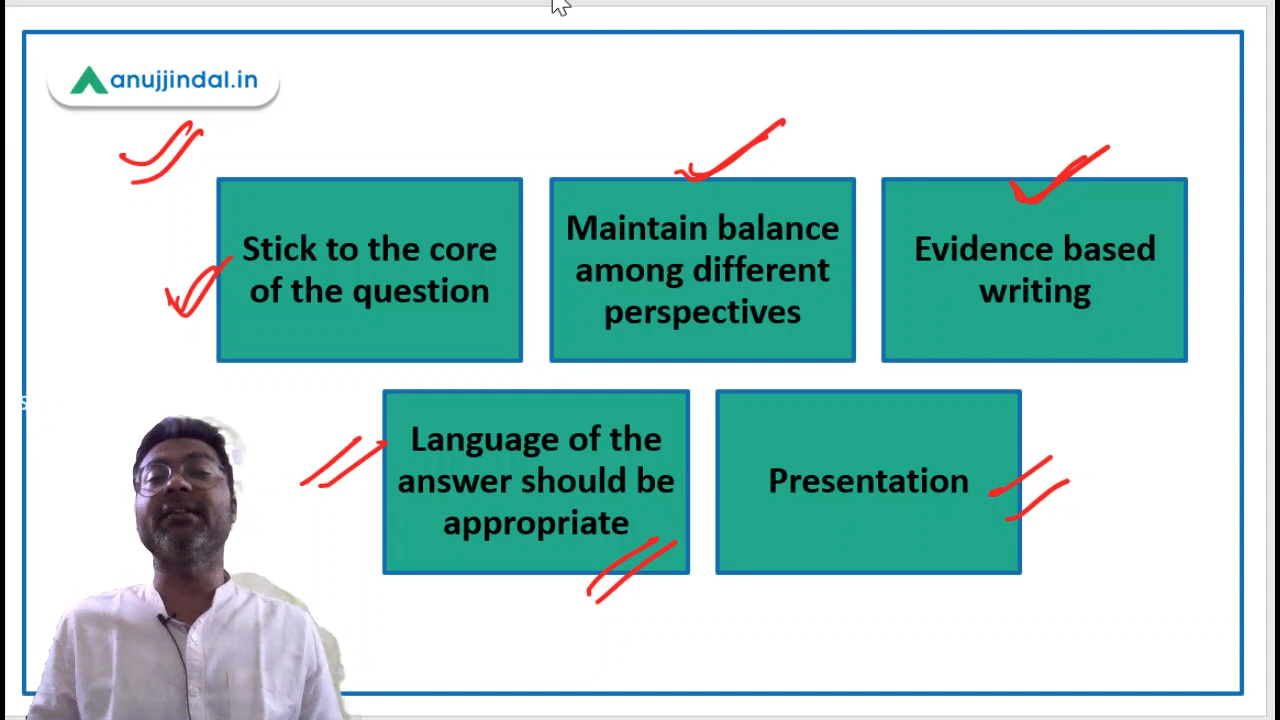 anujjindal.in
Stick to the core
of the question
Maintain balance
among different
perspectives
Evidence based
writing
Language of the
answer should be
appropriate
Presentation